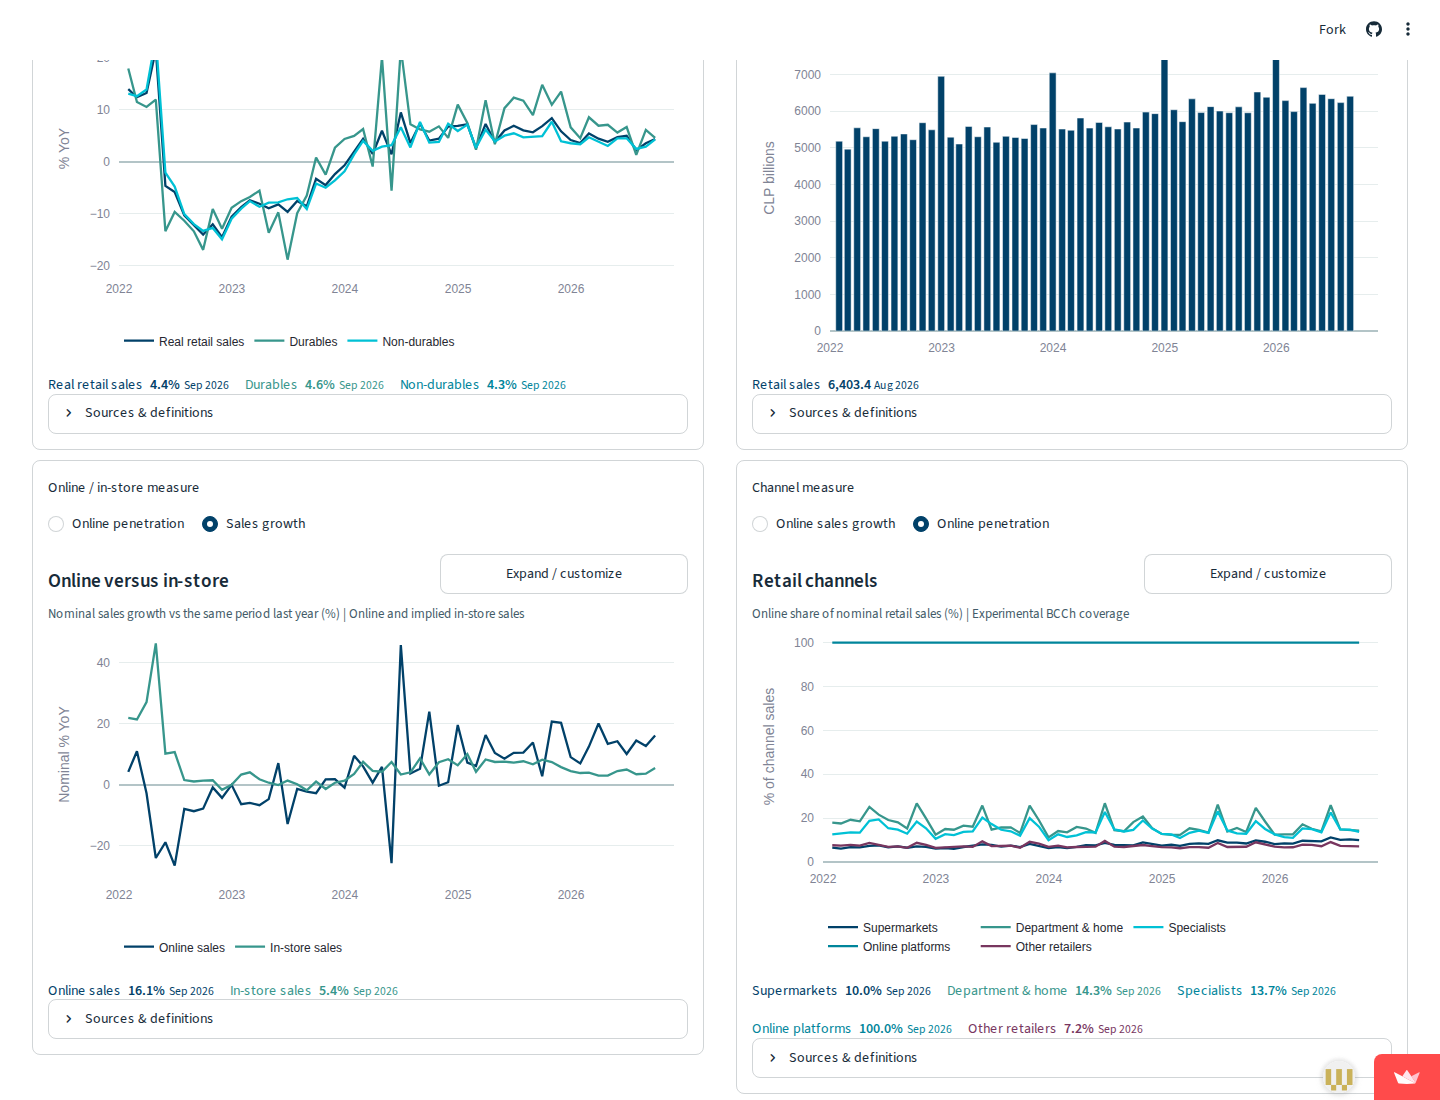 Fork
20
10
0
−10
−20
% YoY
2022 2023 2024 2025 2026
Real retail sales Durables Non-durables
Real retail sales 4.4% Sep 2026 Durables 4.6% Sep 2026 Non-durables 4.3% Sep 2026
Sources & definitions
7000
6000
5000
4000
3000
2000
1000
0
CLP billions
2022 2023 2024 2025 2026
Retail sales 6,403.4 Aug 2026
Sources & definitions
Online / in-store measure
Online penetration Sales growth
Online versus in-store
Expand / customize
Nominal sales growth vs the same period last year (%) | Online and implied in-store sales
40
20
0
−20
Nominal % YoY
2022 2023 2024 2025 2026
Online sales In-store sales
Online sales 16.1% Sep 2026 In-store sales 5.4% Sep 2026
Sources & definitions
Channel measure
Online sales growth Online penetration
Retail channels
Expand / customize
Online share of nominal retail sales (%) | Experimental BCCh coverage
100
80
60
40
20
0
% of channel sales
2022 2023 2024 2025 2026
Supermarkets Department & home Specialists
Online platforms Other retailers
Supermarkets 10.0% Sep 2026 Department & home 14.3% Sep 2026 Specialists 13.7% Sep 2026
Online platforms 100.0% Sep 2026 Other retailers 7.2% Sep 2026
Sources & definitions